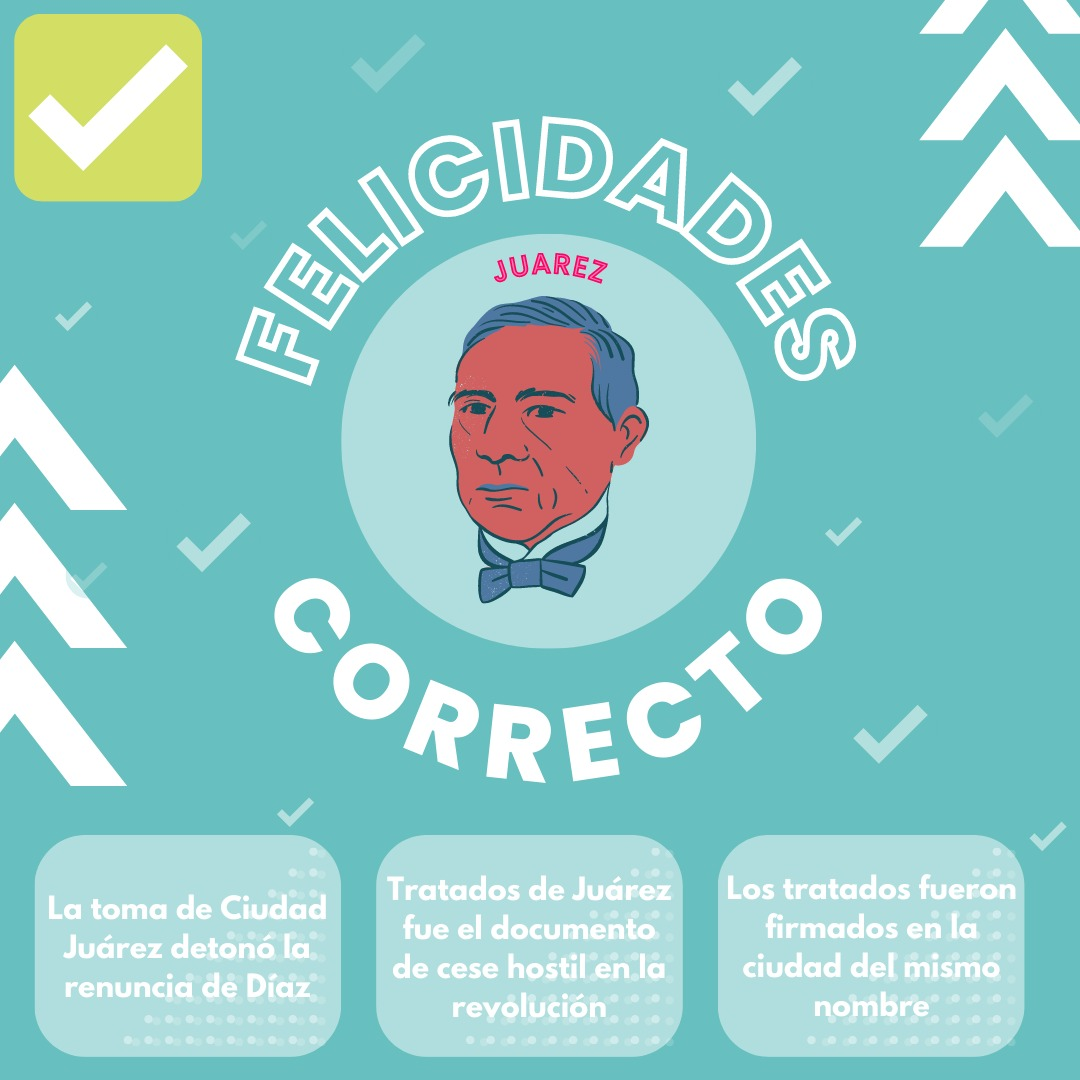 FELICIDADES
JUAREZ
CORRECTO
La toma de Ciudad
Juárez detonó la
renuncia de Díaz
Tratados de Juárez
fue el documento
de cese hostil en la
revolución
Los tratados fueron
firmados en la
ciudad del mismo
nombre